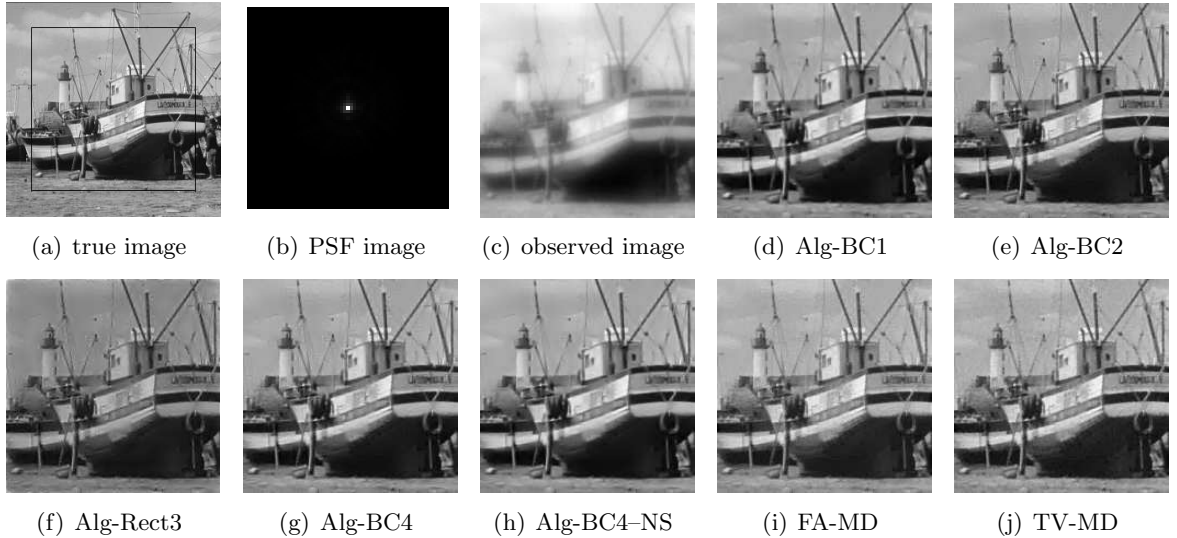 (a) true image
(b) PSF image
(c) observed image
(d) Alg-BC1
(e) Alg-BC2
(f) Alg-Rect3
(g) Alg-BC4
(h) Alg-BC4–NS
(i) FA-MD
(j) TV-MD